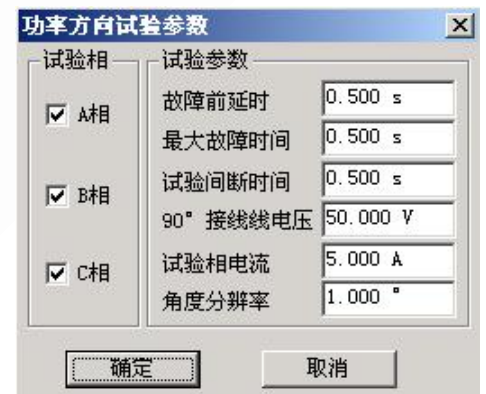 功率方向试验参数
试验相
A相
B相
C相
试验参数
故障前延时 0.500 s
最大故障时间 0.500 s
试验间断时间 0.500 s
90° 接线线电压 50.000 V
试验相电流 5.000 A
角度分辨率 1.000 °
确定 取消